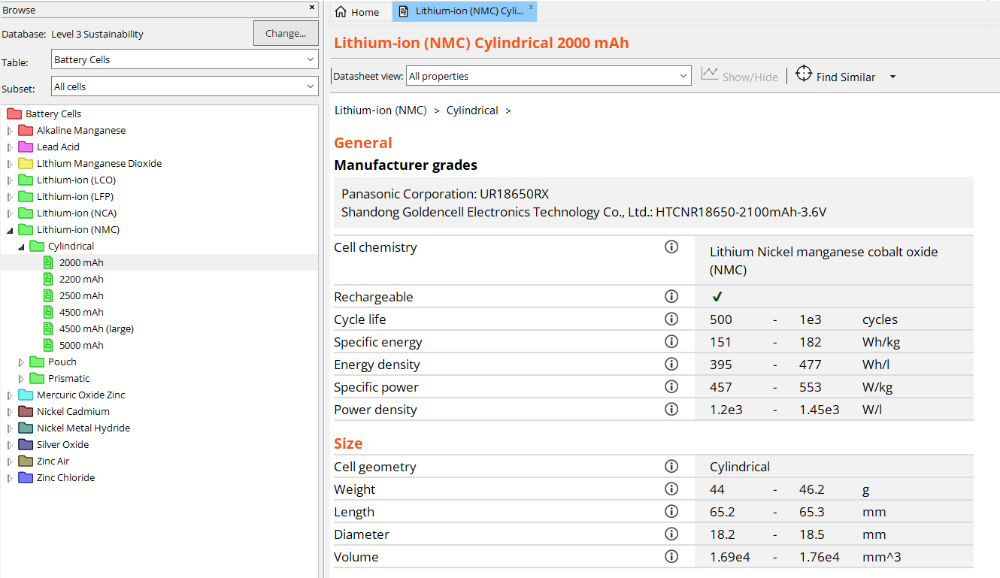 Browse
Database: Level 3 Sustainability
Change...
Table: Battery Cells
Subset: All cells
Battery Cells
Alkaline Manganese
Lead Acid
Lithium Manganese Dioxide
Lithium-ion (LCO)
Lithium-ion (LFP)
Lithium-ion (NCA)
Lithium-ion (NMC)
Cylindrical
2000 mAh
2200 mAh
2500 mAh
4500 mAh
4500 mAh (large)
5000 mAh
Pouch
Prismatic
Mercuric Oxide Zinc
Nickel Cadmium
Nickel Metal Hydride
Silver Oxide
Zinc Air
Zinc Chloride
Home
Lithium-ion (NMC) Cyli...
Lithium-ion (NMC) Cylindrical 2000 mAh
Datasheet view: All properties
Show/Hide
Find Similar
Lithium-ion (NMC) > Cylindrical >
General
Manufacturer grades
Panasonic Corporation: UR18650RX
Shandong Goldencell Electronics Technology Co., Ltd.: HTCNR18650-2100mAh-3.6V
Cell chemistry Lithium Nickel manganese cobalt oxide
(NMC)
Rechargeable ✓
Cycle life 500 - 1e3 cycles
Specific energy 151 - 182 Wh/kg
Energy density 395 - 477 Wh/l
Specific power 457 - 553 W/kg
Power density 1.2e3 - 1.45e3 W/l
Size
Cell geometry Cylindrical
Weight 44 - 46.2 g
Length 65.2 - 65.3 mm
Diameter 18.2 - 18.5 mm
Volume 1.69e4 - 1.76e4 mm^3